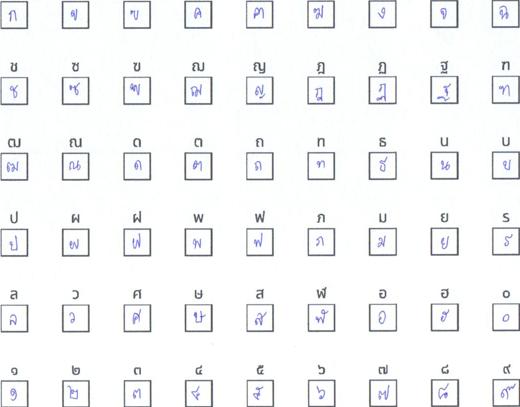 ก ข ฃ ค ฅ ฆ ง จ ฉ
ช ซ ฃ ฌ ญ ฎ ฏ ฐ ฑ
ช ซ ฃ ฌ ญ ฎ ฏ ฐ ฑ
ฒ ณ ด ต ถ ท ธ น บ
ฒ ณ ด ต ถ ท ธ น บ
ป ผ ฝ พ ฟ ภ ม ย ร
ป ผ ฝ พ ฟ ภ ม ย ร
ล ว ศ ษ ส ฬ อ ฮ ๐
ล ว ศ ษ ส ฬ อ ฮ ๐
๑ ๒ ๓ ๔ ๕ ๖ ๗ ๘ ๙
๑ ๒ ๓ ๔ ๕ ๖ ๗ ๘ ๙